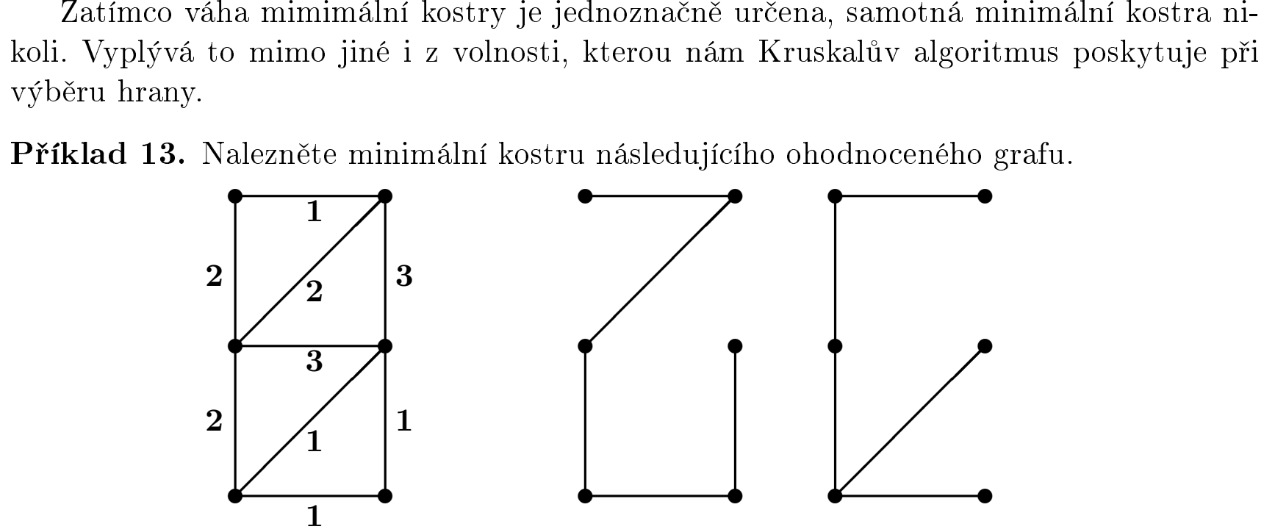 Zatímco váha mimimální kostry je jednoznačně určena, samotná minimální kostra ni-
koli. Vyplývá to mimo jiné i z volnosti, kterou nám Kruskalův algoritmus poskytuje při
výběru hrany.
Příklad 13. Nalezněte minimální kostru následujícího ohodnoceného grafu.
1
2
3
2
3
2
1
1
1